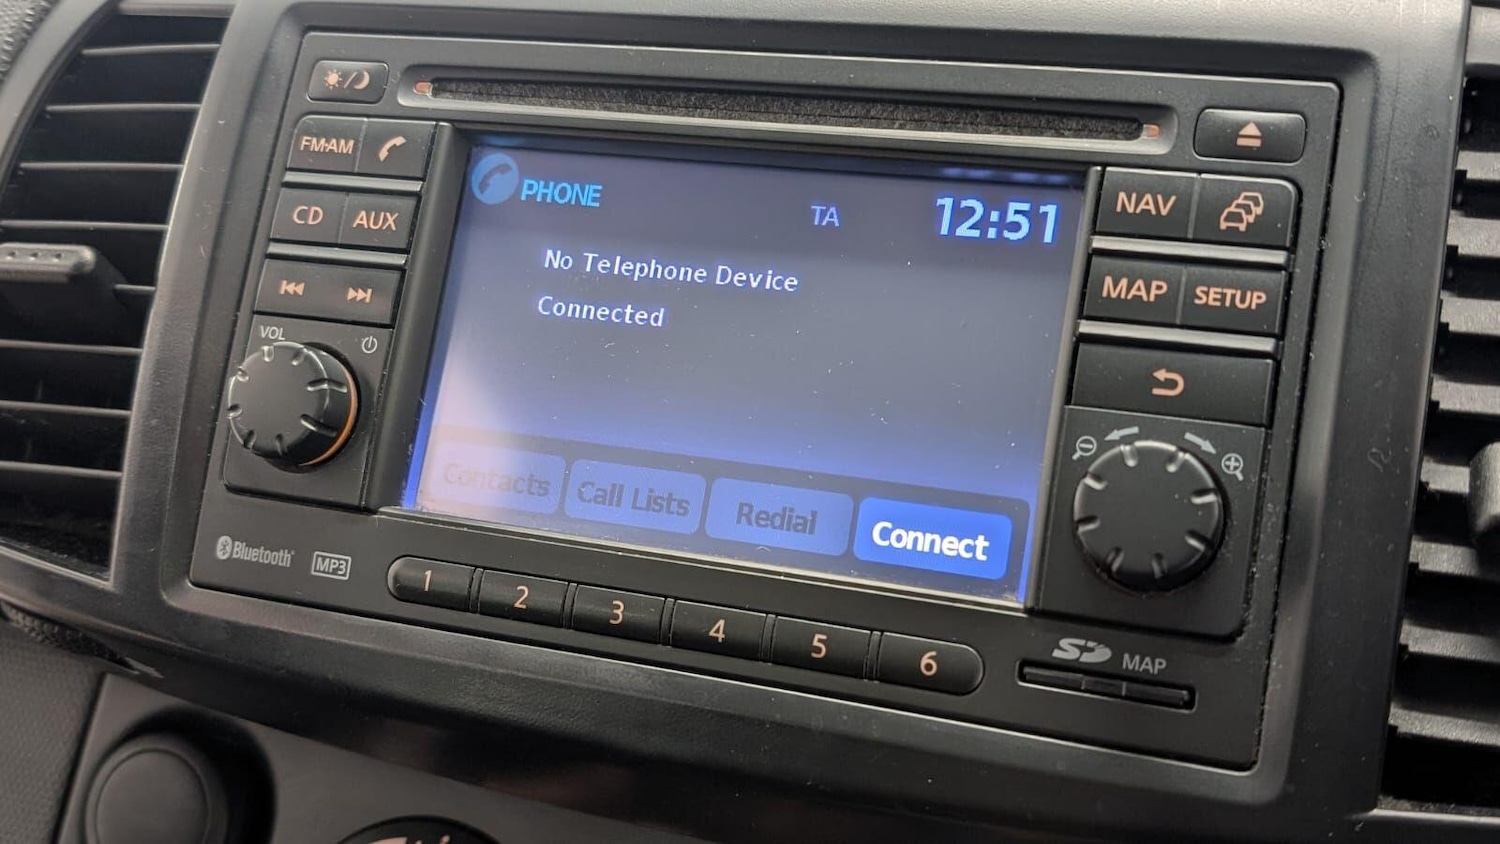 FM·AM
CD AUX
VOL
PHONE
TA
12:51
No Telephone Device
Connected
Contacts
Call Lists
Redial
Connect
NAV
MAP SETUP
Bluetooth®
MP3
1 2 3 4 5 6
SD MAP